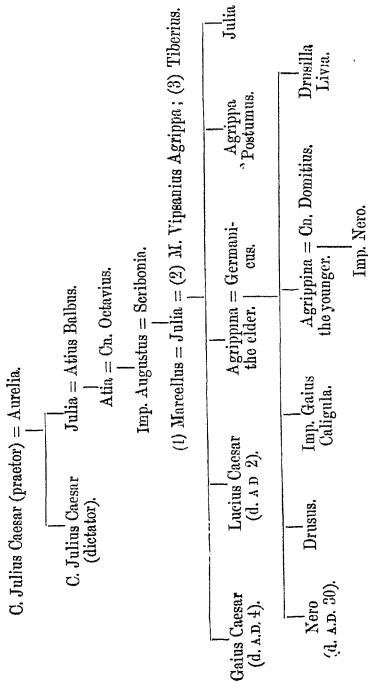 C. Julius Caesar (praetor) = Aurelia.
C. Julius Caesar
(dictator).
Julia = Atius Balbus.
Atia = Cn. Octavius.
Imp. Augustus = Scribonia.
(1) Marcellus = Julia = (2) M. Vipsanius Agrippa; (3) Tiberius.
Gaius Caesar
(d. A.D. 4).
Lucius Caesar
(d. A D 2).
Agrippina = Germani-
the elder. cus.
Agrippa
Postumus.
Julia
Nero
(d. A.D. 30).
Drusus.
Imp. Gaius
Caligula.
Agrippina = Cn. Domitius.
the younger.
Drusilla
Livia.
Imp. Nero.